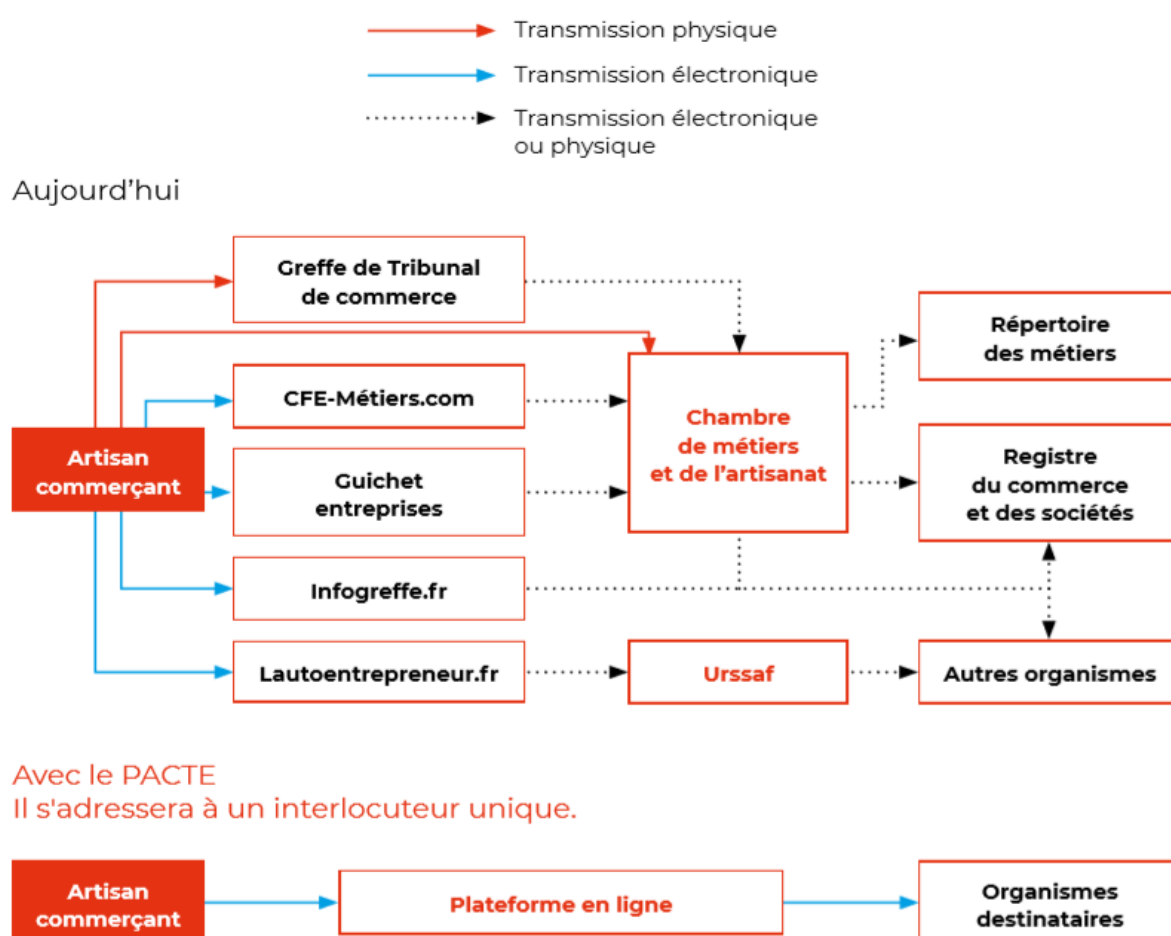 Transmission physique
Transmission électronique
Transmission électronique
ou physique
Aujourd’hui
Greffe de Tribunal
de commerce
Répertoire
des métiers
CFE-Métiers.com
Chambre
de métiers
et de l’artisanat
Artisan
commerçant
Guichet
entreprises
Registre
du commerce
et des sociétés
Infogreffe.fr
Lautoentrepreneur.fr
Urssaf
Autres organismes
Avec le PACTE
Il s'adressera à un interlocuteur unique.
Artisan
commerçant
Plateforme en ligne
Organismes
destinataires